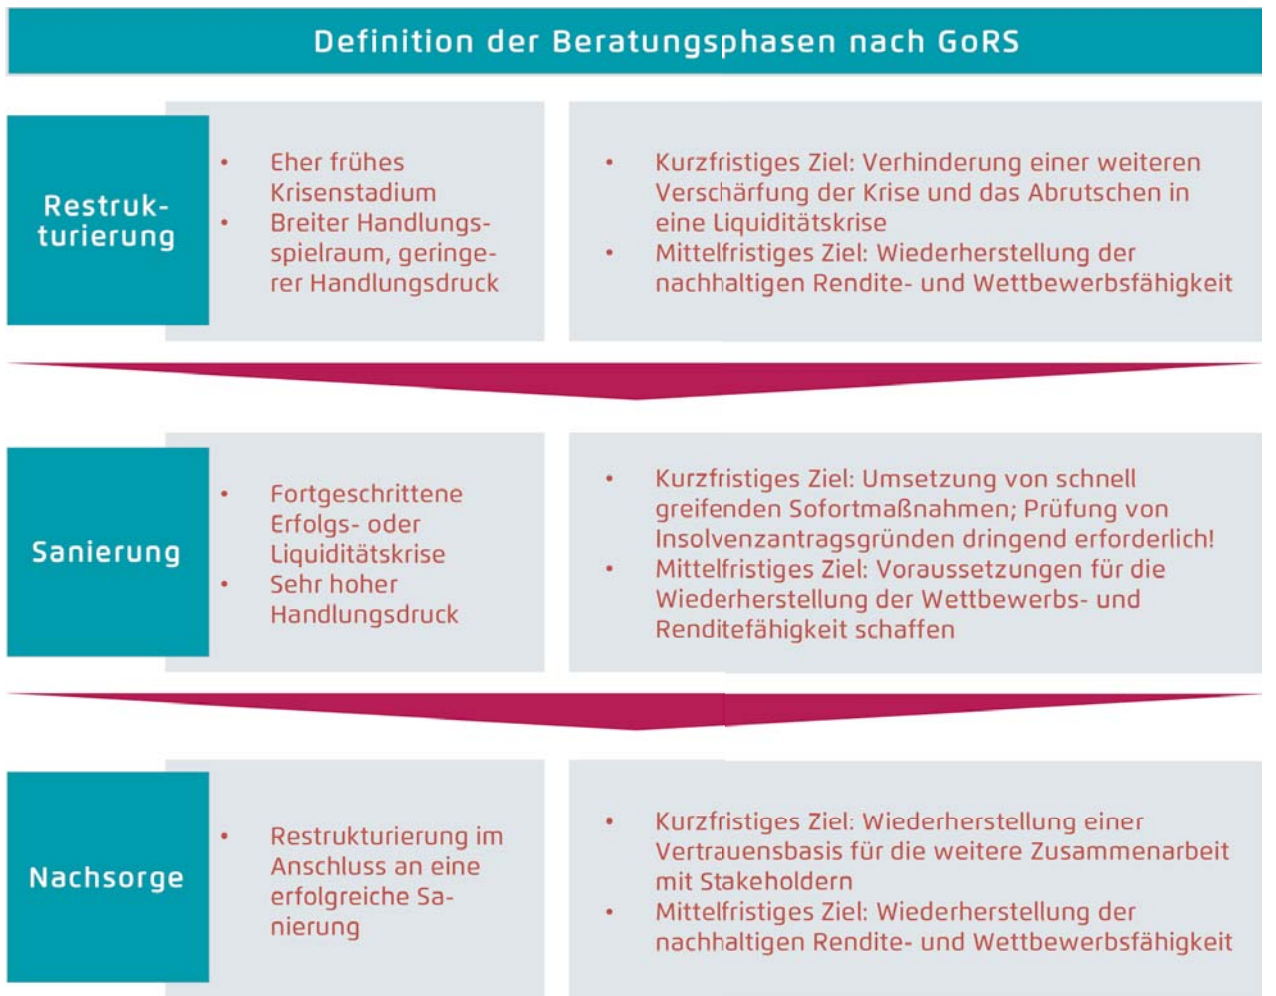 Definition der Beratungsphasen nach GoRS
Restruk-
turierung
• Eher frühes
Krisenstadium
• Breiter Handlungs-
spielraum, geringe-
rer Handlungsdruck
• Kurzfristiges Ziel: Verhinderung einer weiteren
Verschärfung der Krise und das Abrutschen in
eine Liquiditätskrise
• Mittelfristiges Ziel: Wiederherstellung der
nachhaltigen Rendite- und Wettbewerbsfähigkeit
Sanierung
• Fortgeschrittene
Erfolgs- oder
Liquiditätskrise
• Sehr hoher
Handlungsdruck
• Kurzfristiges Ziel: Umsetzung von schnell
greifenden Sofortmaßnahmen; Prüfung von
Insolvenzantragsgründen dringend erforderlich!
• Mittelfristiges Ziel: Voraussetzungen für die
Wiederherstellung der Wettbewerbs- und
Renditefähigkeit schaffen
Nachsorge
• Restrukturierung im
Anschluss an eine
erfolgreiche Sa-
nierung
• Kurzfristiges Ziel: Wiederherstellung einer
Vertrauensbasis für die weitere Zusammenarbeit
mit Stakeholdern
• Mittelfristiges Ziel: Wiederherstellung der
nachhaltigen Rendite- und Wettbewerbsfähigkeit